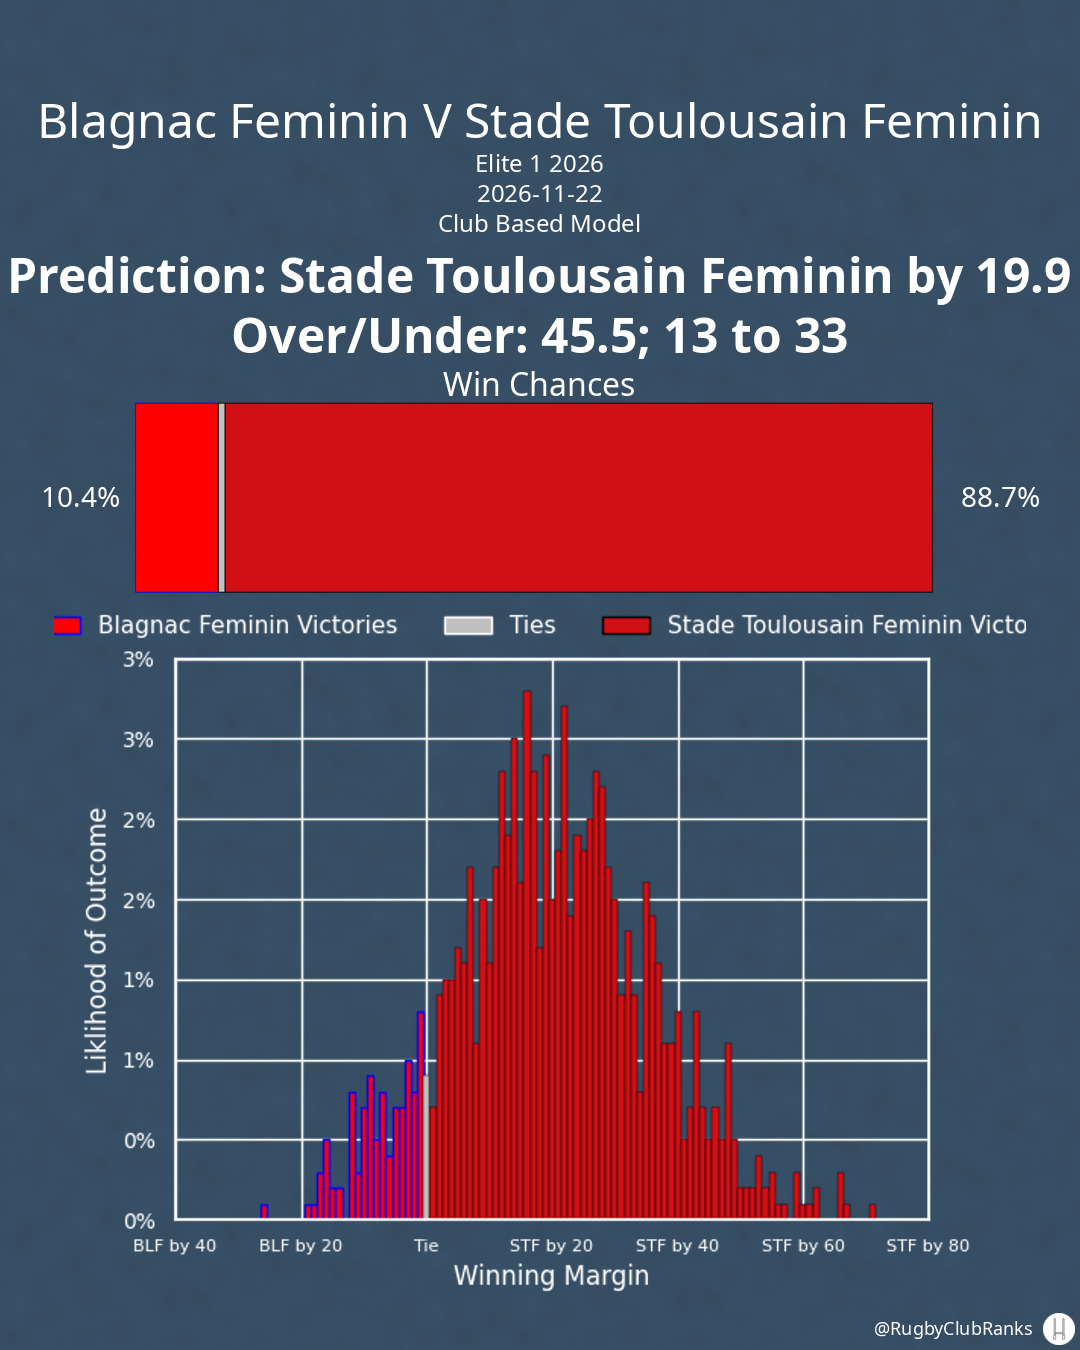 Blagnac Feminin V Stade Toulousain Feminin
Elite 1 2026
2026-11-22
Club Based Model
Prediction: Stade Toulousain Feminin by 19.9
Over/Under: 45.5; 13 to 33
Win Chances
10.4%
88.7%
Blagnac Feminin Victories Ties Stade Toulousain Feminin Victo
3%
3%
2%
2%
1%
1%
0%
0%
Liklihood of Outcome
BLF by 40 BLF by 20 Tie STF by 20 STF by 40 STF by 60 STF by 80
Winning Margin
@RugbyClubRanks